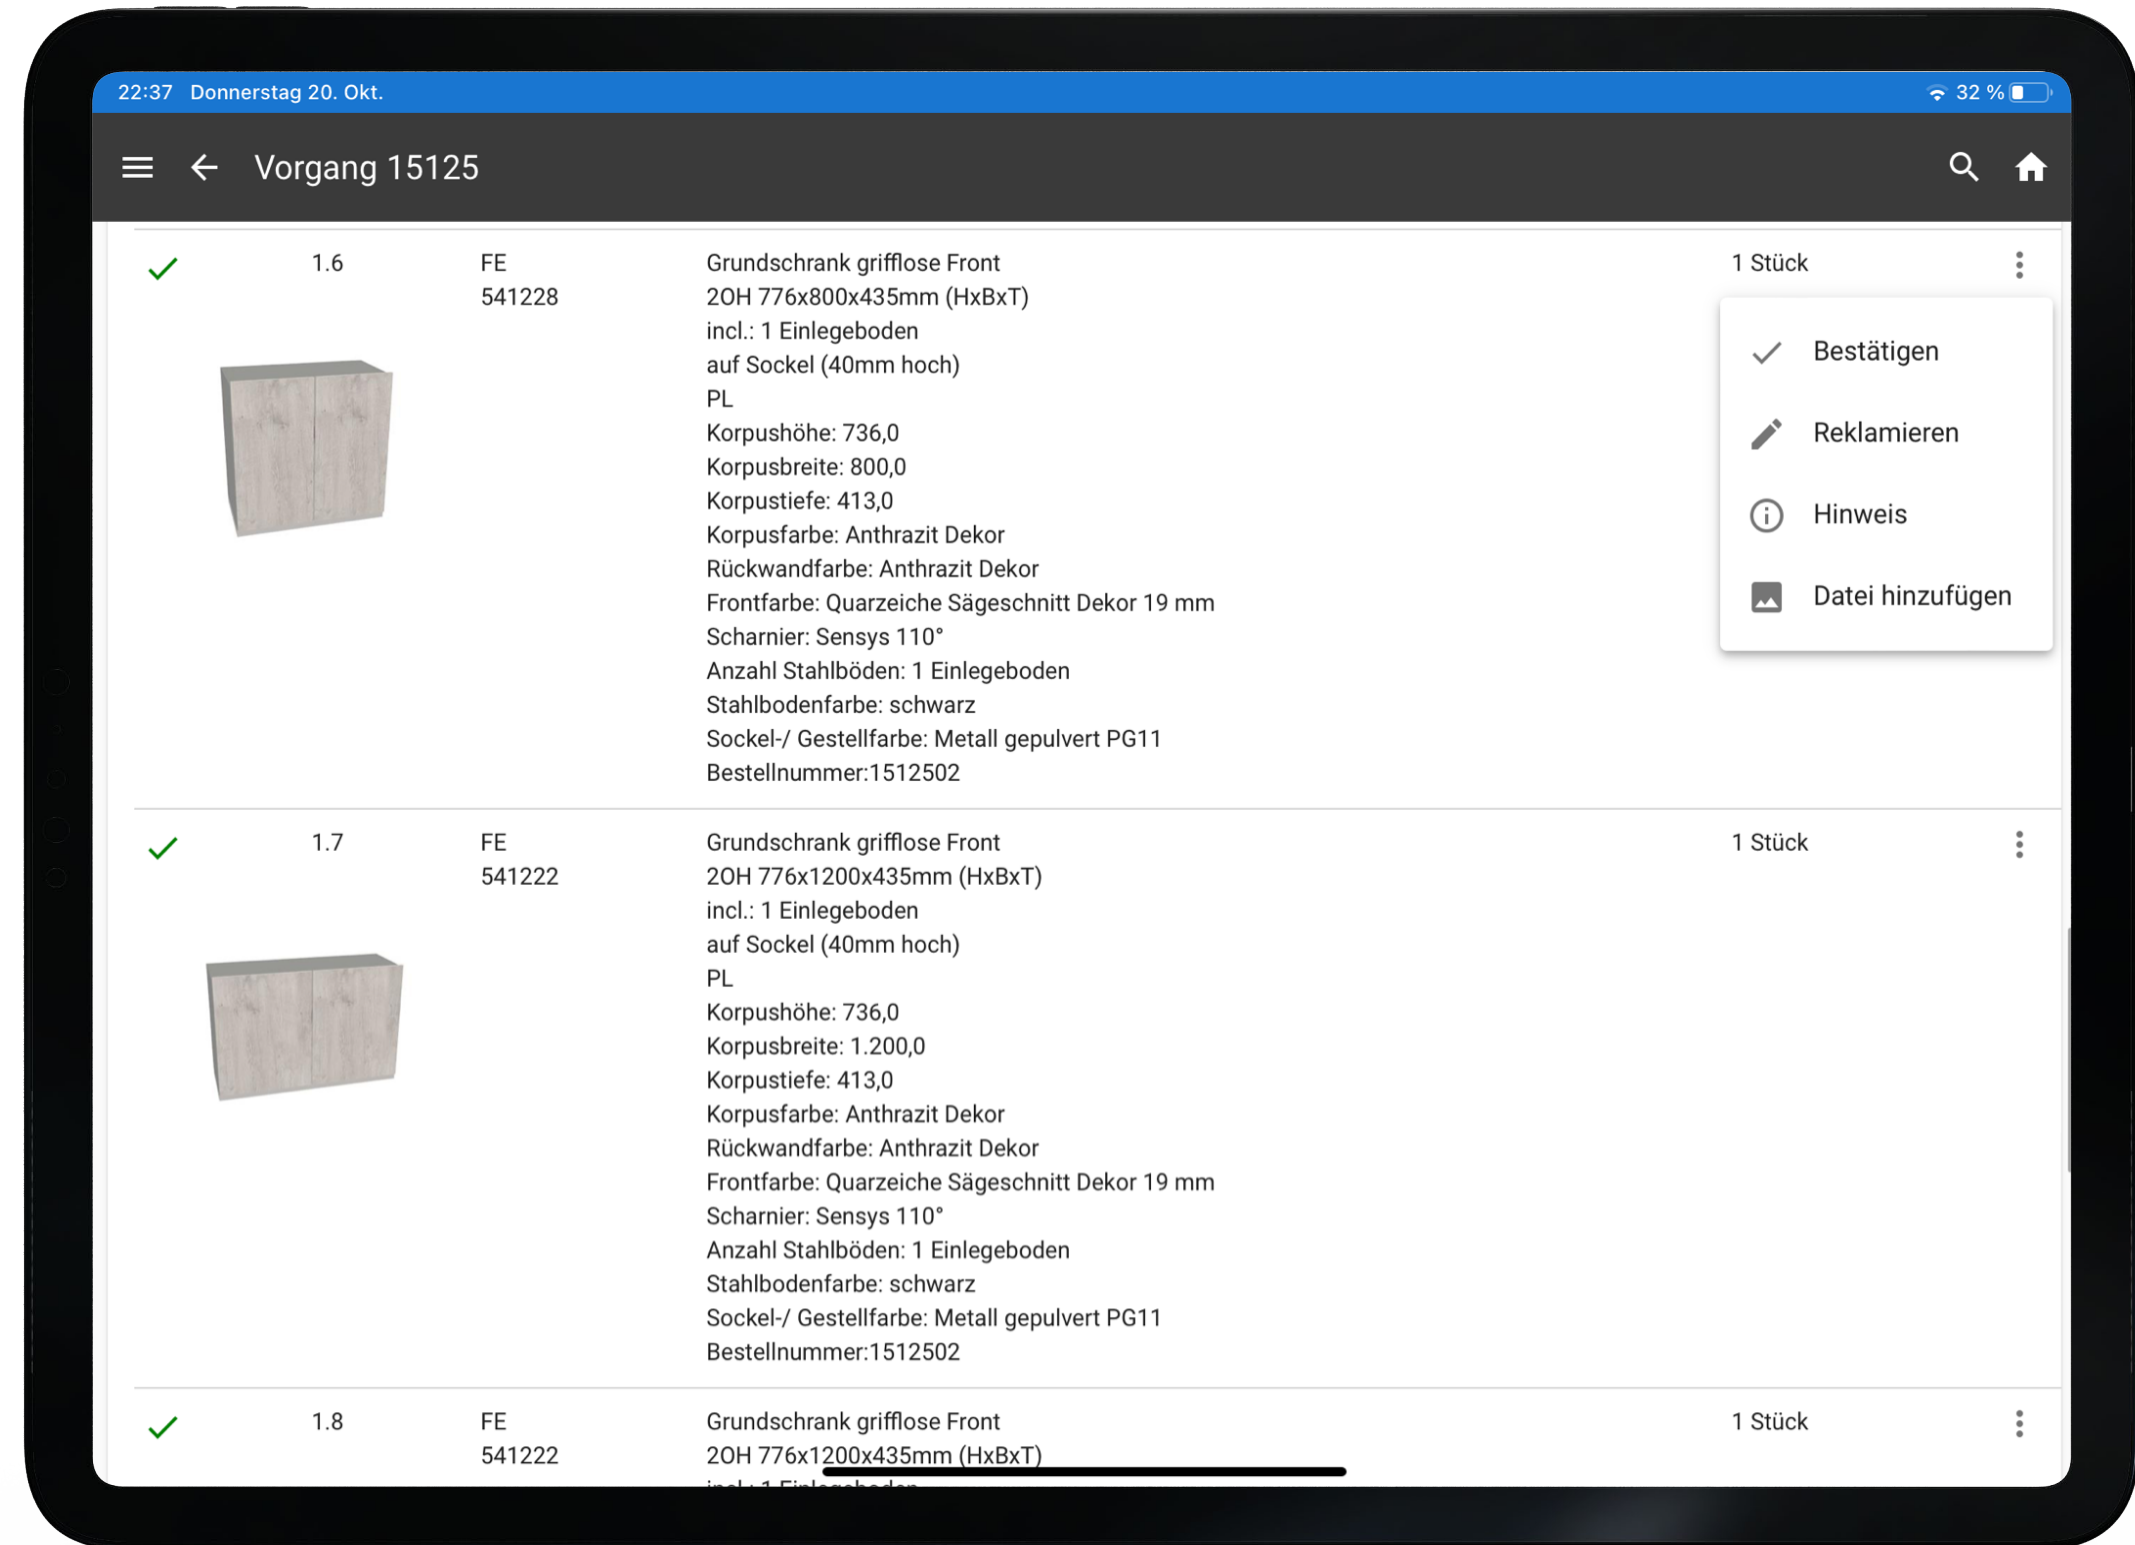 22:37 Donnerstag 20. Okt. 32 %
Vorgang 15125
1.6 FE Grundschrank grifflose Front 1 Stück
541228 2OH 776x800x435mm (HxBxT)
incl.: 1 Einlegeboden
auf Sockel (40mm hoch)
PL
Korpushöhe: 736,0
Korpusbreite: 800,0
Korpustiefe: 413,0
Korpusfarbe: Anthrazit Dekor
Rückwandfarbe: Anthrazit Dekor
Frontfarbe: Quarzeiche Sägeschnitt Dekor 19 mm
Scharnier: Sensys 110°
Anzahl Stahlböden: 1 Einlegeboden
Stahlbodenfarbe: schwarz
Sockel-/ Gestellfarbe: Metall gepulvert PG11
Bestellnummer:1512502
Bestätigen
Reklamieren
Hinweis
Datei hinzufügen
1.7 FE Grundschrank grifflose Front 1 Stück
541222 2OH 776x1200x435mm (HxBxT)
incl.: 1 Einlegeboden
auf Sockel (40mm hoch)
PL
Korpushöhe: 736,0
Korpusbreite: 1.200,0
Korpustiefe: 413,0
Korpusfarbe: Anthrazit Dekor
Rückwandfarbe: Anthrazit Dekor
Frontfarbe: Quarzeiche Sägeschnitt Dekor 19 mm
Scharnier: Sensys 110°
Anzahl Stahlböden: 1 Einlegeboden
Stahlbodenfarbe: schwarz
Sockel-/ Gestellfarbe: Metall gepulvert PG11
Bestellnummer:1512502
1.8 FE Grundschrank grifflose Front 1 Stück
541222 2OH 776x1200x435mm (HxBxT)
incl.: 1 Einlegeboden